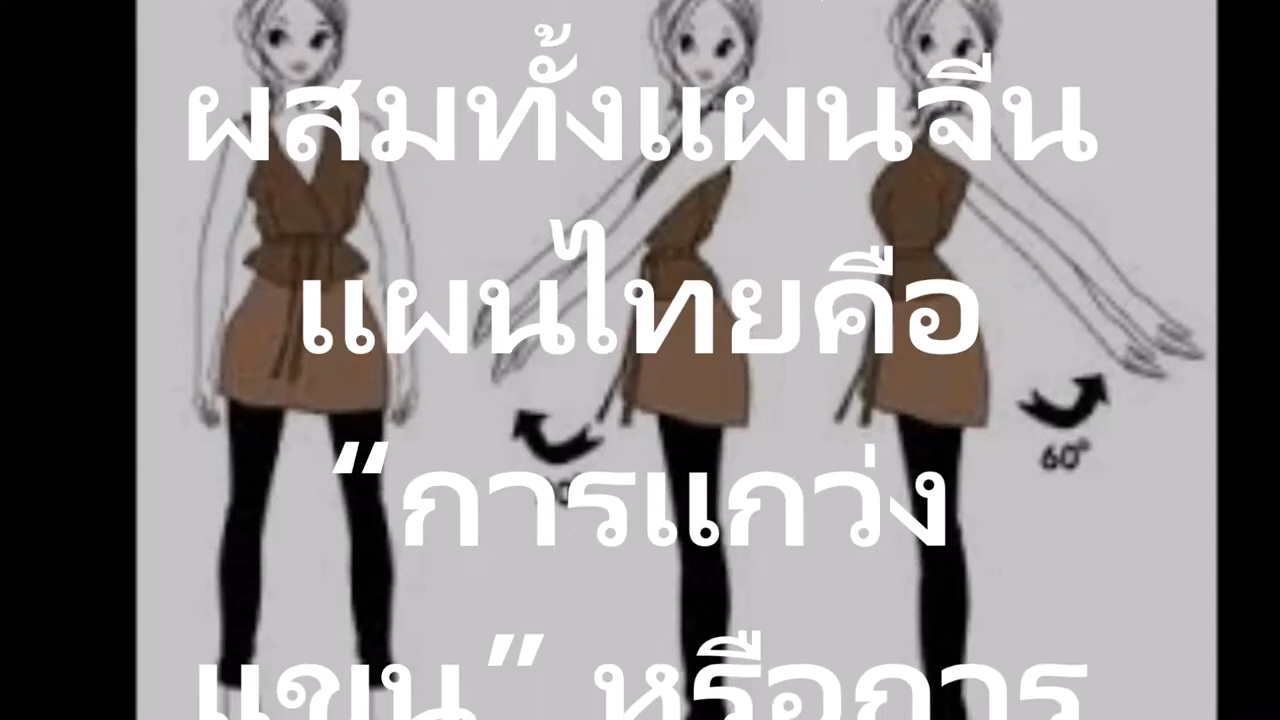 ผสมทั้งแผนจีน
แผนไทยคือ
“การแกว่ง
แขน” หรือการ
60°